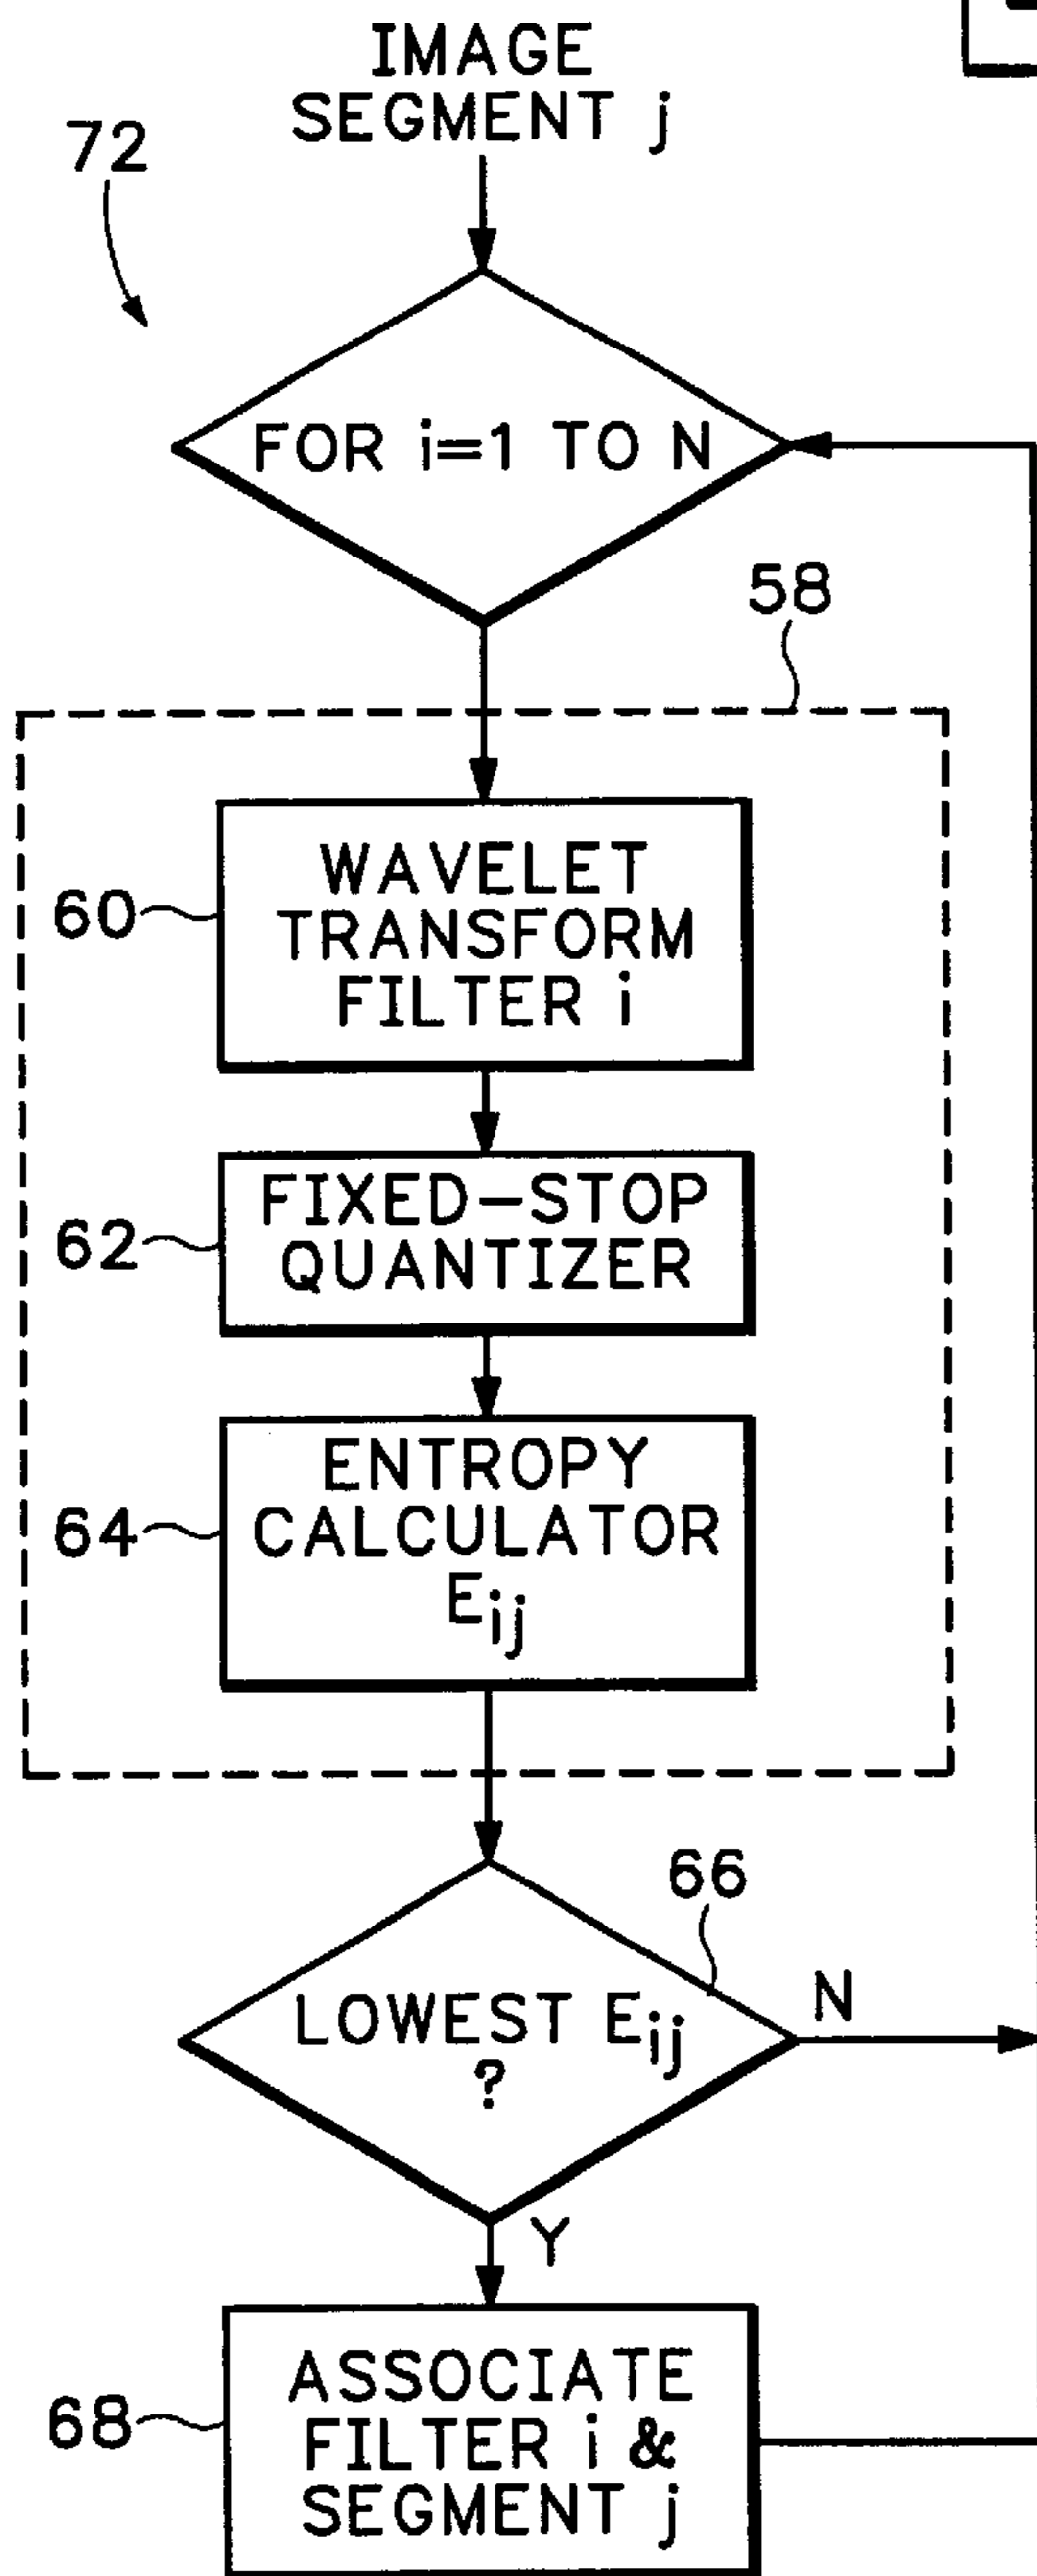 IMAGE
SEGMENT j
72
FOR i=1 TO N
58
60
WAVELET
TRANSFORM
FILTER i
62
FIXED-STOP
QUANTIZER
64
ENTROPY
CALCULATOR
Eij
66
LOWEST Eij
?
N
Y
68
ASSOCIATE
FILTER i &
SEGMENT j